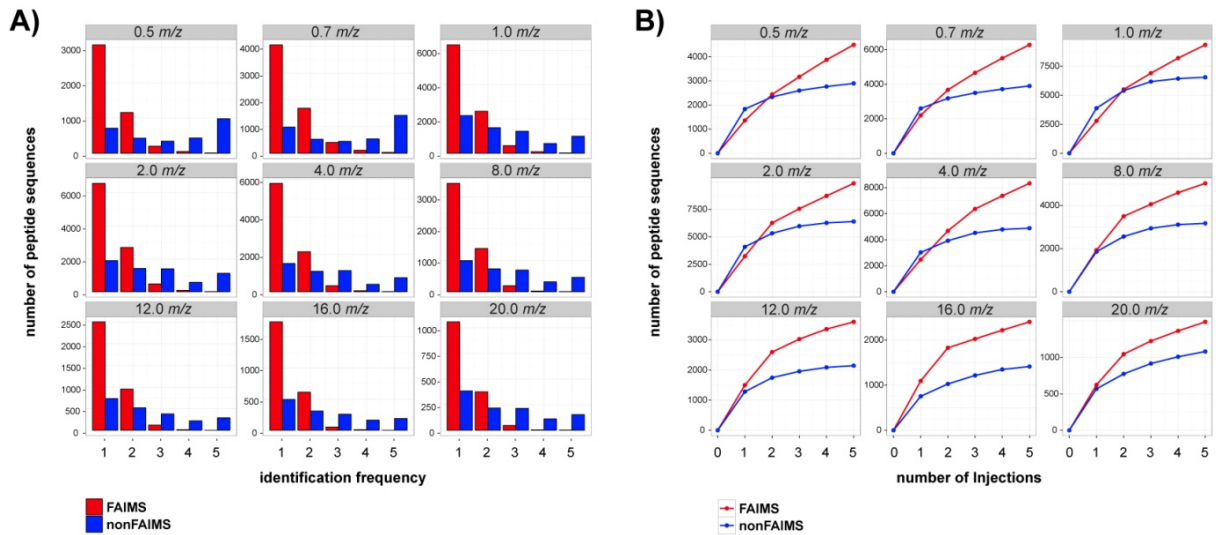 A)
number of peptide sequences
0.5 m/z
0.7 m/z
1.0 m/z
3000
2000
1000
0
4000
3000
2000
1000
0
6000
4000
2000
0
2.0 m/z
4.0 m/z
8.0 m/z
6000
4000
2000
0
6000
4000
2000
0
3000
2000
1000
0
12.0 m/z
16.0 m/z
20.0 m/z
2500
2000
1500
1000
500
0
1500
1000
500
0
1000
750
500
250
0
1 2 3 4 5
1 2 3 4 5
1 2 3 4 5
identification frequency
FAIMS
nonFAIMS
B)
number of peptide sequences
0.5 m/z
0.7 m/z
1.0 m/z
4000
3000
2000
1000
0
6000
4000
2000
0
7500
5000
2500
0
2.0 m/z
4.0 m/z
8.0 m/z
7500
5000
2500
0
8000
6000
4000
2000
0
4000
2000
0
12.0 m/z
16.0 m/z
20.0 m/z
3000
2000
1000
0
2000
1000
0
1000
500
0
0 1 2 3 4 5
0 1 2 3 4 5
0 1 2 3 4 5
number of Injections
FAIMS
nonFAIMS